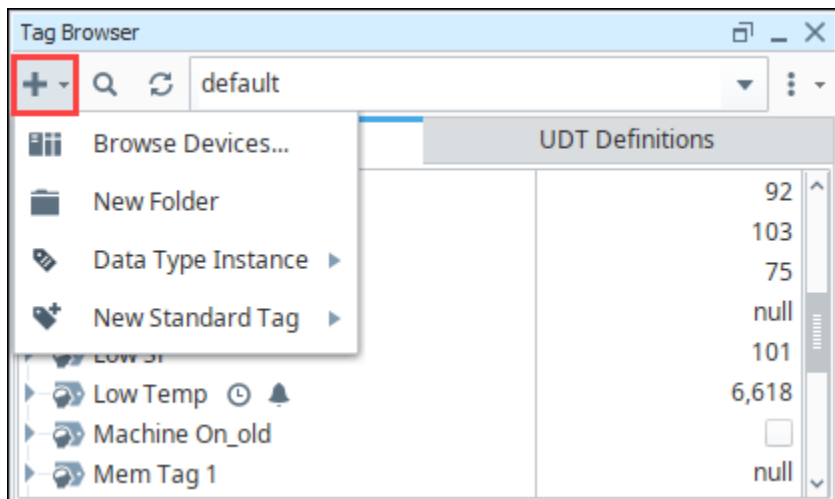 Tag Browser
default
Browse Devices...
UDT Definitions
New Folder
92
103
Data Type Instance
75
New Standard Tag
null
101
Low Temp
6,618
Machine On_old
Mem Tag 1
null